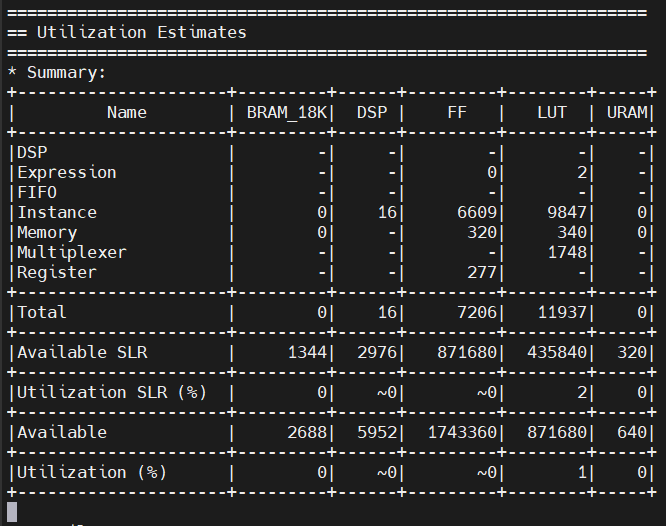 ================================================================
== Utilization Estimates
================================================================
* Summary:
+---------------------+---------+------+---------+--------+-----+
|         Name        | BRAM_18K|  DSP |    FF   |   LUT  | URAM|
+---------------------+---------+------+---------+--------+-----+
|DSP                  |        -|     -|        -|       -|    -|
|Expression           |        -|     -|        0|       2|    -|
|FIFO                 |        -|     -|        -|       -|    -|
|Instance             |        0|    16|     6609|    9847|    0|
|Memory               |        0|     -|      320|     340|    0|
|Multiplexer          |        -|     -|        -|    1748|    -|
|Register             |        -|     -|      277|       -|    -|
+---------------------+---------+------+---------+--------+-----+
|Total                |        0|    16|     7206|   11937|    0|
+---------------------+---------+------+---------+--------+-----+
|Available SLR        |     1344|  2976|   871680|  435840|  320|
+---------------------+---------+------+---------+--------+-----+
|Utilization SLR (%)  |        0|    ~0|       ~0|       2|    0|
+---------------------+---------+------+---------+--------+-----+
|Available            |     2688|  5952|  1743360|  871680|  640|
+---------------------+---------+------+---------+--------+-----+
|Utilization (%)      |        0|    ~0|       ~0|       1|    0|
+---------------------+---------+------+---------+--------+-----+